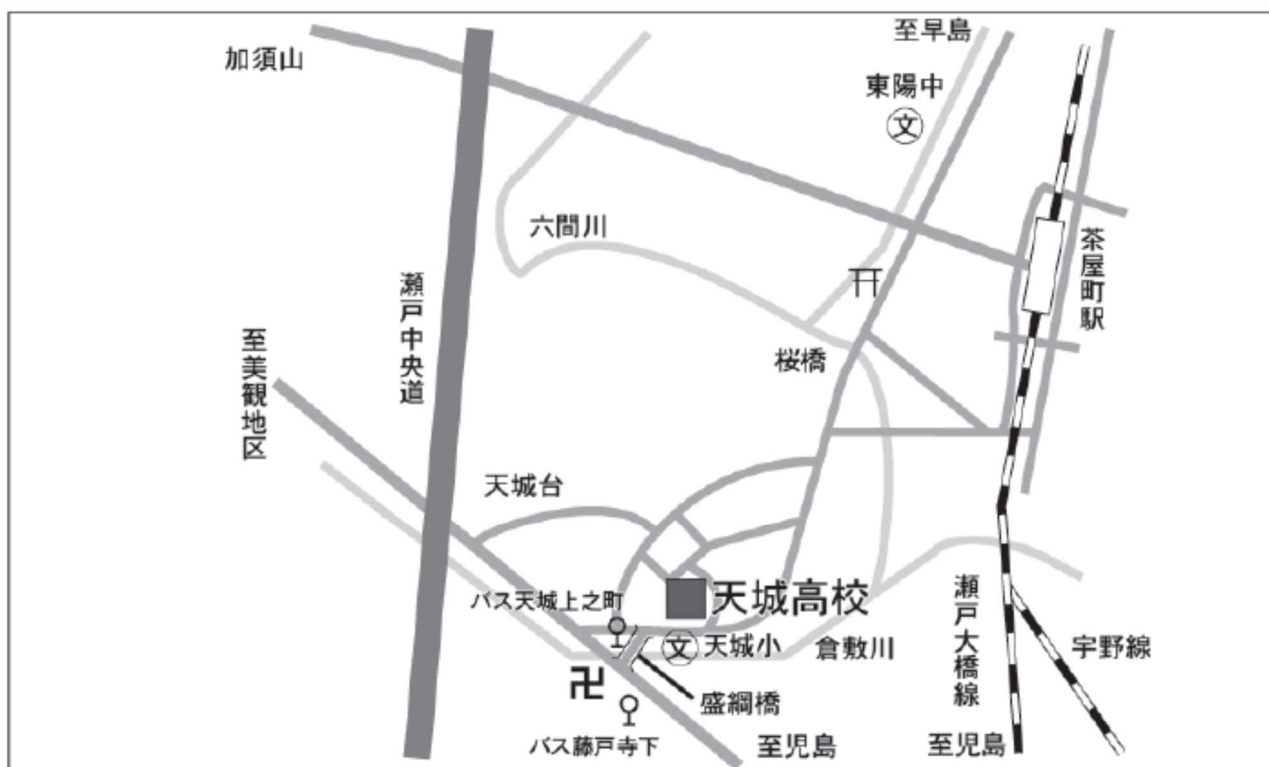 至早島
加須山
東陽中
文
六間川
茶屋町駅
瀬戸中央道
至美観地区
桜橋
天城台
バス天城上之町
天城高校
文
天城小
倉敷川
瀬戸大橋線
宇野線
卍
盛綱橋
バス藤戸寺下
至児島
至児島